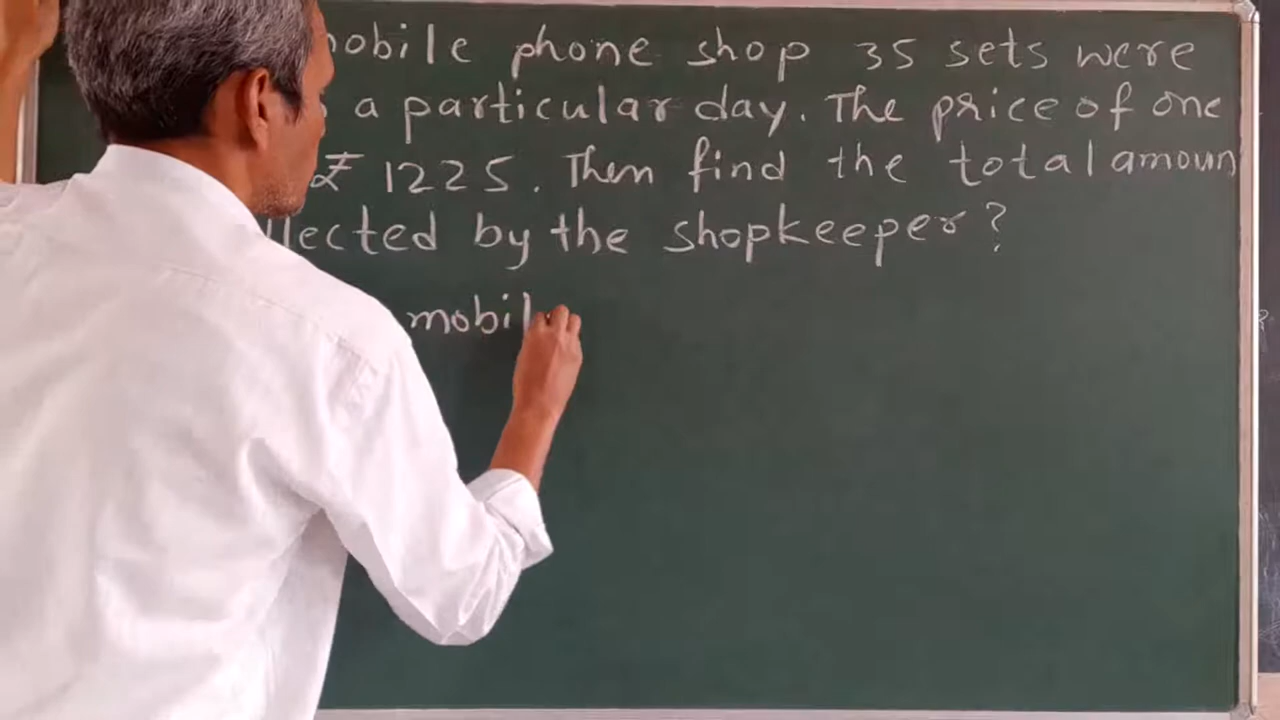 mobile phone shop 35 sets were
a particular day. The price of one
₹ 1225. Then find the total amoun
llected by the shopkeeper?
mobil